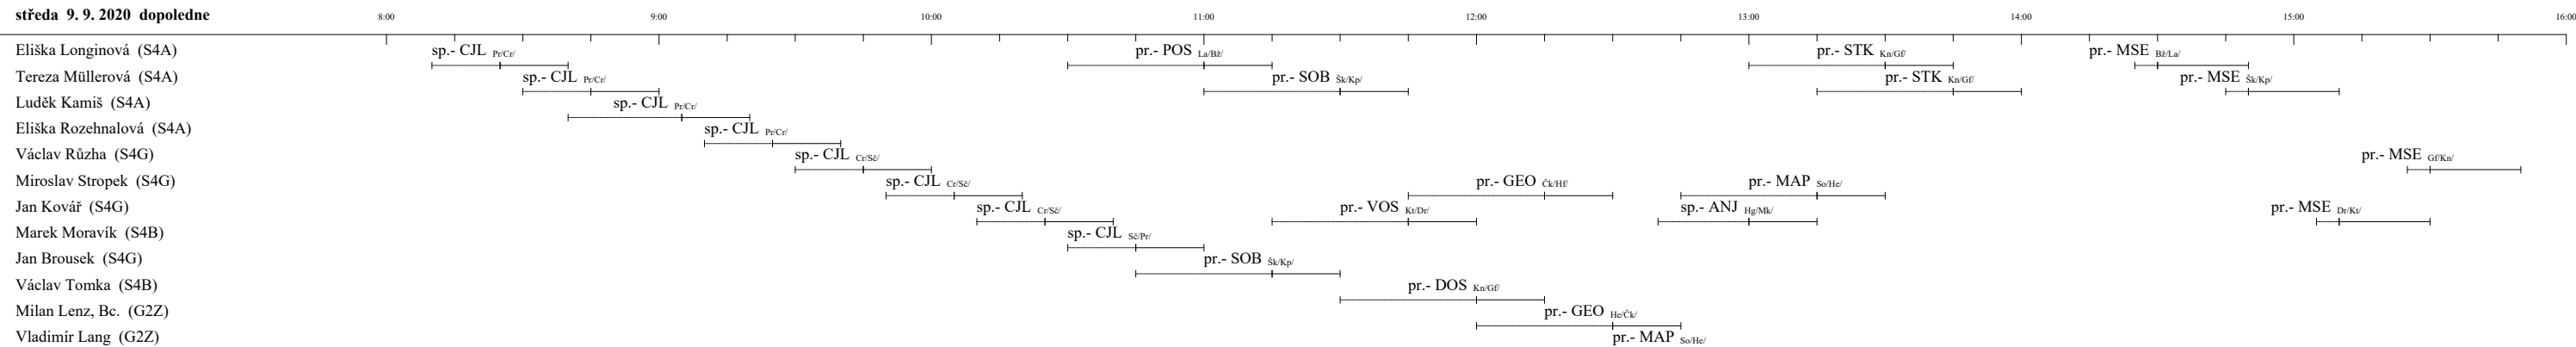 středa 9. 9. 2020 dopoledne 8:00 9:00 10:00 11:00 12:00 13:00 14:00 15:00 16:00
Eliška Longinová (S4A) sp.- CJL Pr/Cr/ pr.- POS La/Bž/ pr.- STK Kn/Gf/ pr.- MSE Bž/La/
Tereza Müllerová (S4A) sp.- CJL Pr/Cr/ pr.- SOB Šk/Kp/ pr.- STK Kn/Gf/ pr.- MSE Šk/Kp/
Luděk Kamiš (S4A) sp.- CJL Pr/Cr/
Eliška Rozehnalová (S4A) sp.- CJL Pr/Cr/
Václav Růzha (S4G) sp.- CJL Cr/Sč/ pr.- MSE Gf/Kn/
Miroslav Stropek (S4G) sp.- CJL Cr/Sč/ pr.- GEO Čk/Hf/ pr.- MAP So/He/
Jan Kovář (S4G) sp.- CJL Cr/Sč/ pr.- VOS Kt/Dr/ sp.- ANJ Hg/Mk/ pr.- MSE Dr/Kt/
Marek Moravík (S4B) sp.- CJL Sč/Pr/
Jan Brousek (S4G) pr.- SOB Šk/Kp/
Václav Tomka (S4B) pr.- DOS Kn/Gf/
Milan Lenz, Bc. (G2Z) pr.- GEO He/Čk/
Vladimír Lang (G2Z) pr.- MAP So/He/